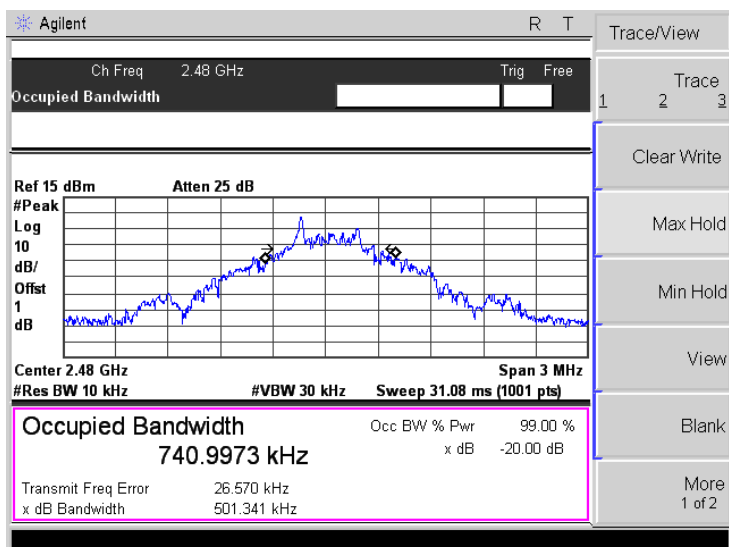 Agilent R T
Ch Freq 2.48 GHz Trig Free
Occupied Bandwidth
Ref 15 dBm Atten 25 dB
#Peak
Log
10
dB/
Offst
1
dB
Center 2.48 GHz Span 3 MHz
#Res BW 10 kHz #VBW 30 kHz Sweep 31.08 ms (1001 pts)
Occupied Bandwidth Occ BW % Pwr 99.00 %
740.9973 kHz x dB -20.00 dB
Transmit Freq Error 26.570 kHz
x dB Bandwidth 501.341 kHz
Trace/View
Trace
1 2 3
Clear Write
Max Hold
Min Hold
View
Blank
More
1 of 2